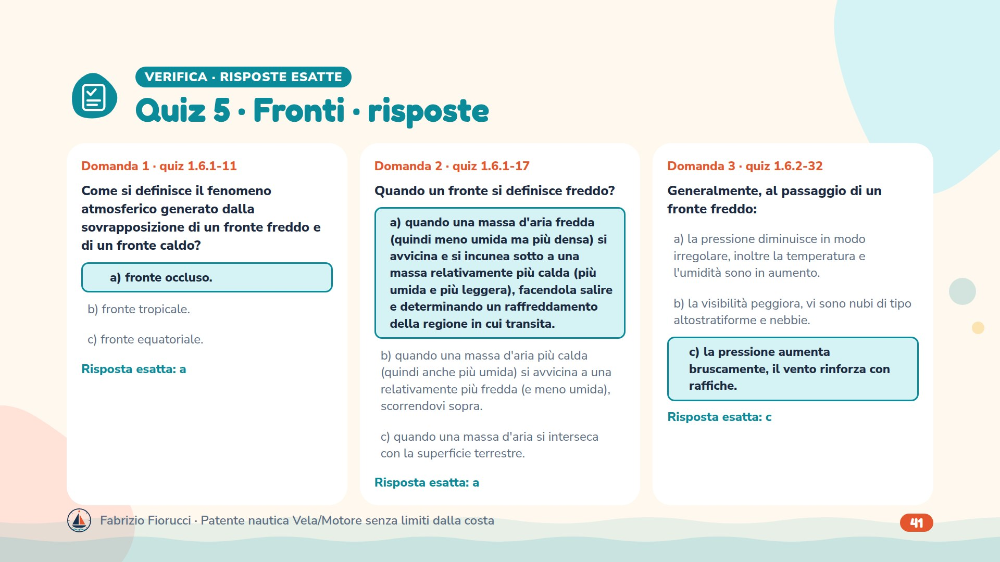 VERIFICA · RISPOSTE ESATTE
Quiz 5 · Fronti · risposte
Domanda 1 · quiz 1.6.1-11
Come si definisce il fenomeno
atmosferico generato dalla
sovrapposizione di un fronte freddo e
di un fronte caldo?
a) fronte occluso.
b) fronte tropicale.
c) fronte equatoriale.
Risposta esatta: a
Domanda 2 · quiz 1.6.1-17
Quando un fronte si definisce freddo?
a) quando una massa d'aria fredda
(quindi meno umida ma più densa) si
avvicina e si incunea sotto a una
massa relativamente più calda (più
umida e più leggera), facendola salire
e determinando un raffreddamento
della regione in cui transita.
b) quando una massa d'aria più calda
(quindi anche più umida) si avvicina a una
relativamente più fredda (e meno umida),
scorrendovi sopra.
c) quando una massa d'aria si interseca
con la superficie terrestre.
Risposta esatta: a
Domanda 3 · quiz 1.6.2-32
Generalmente, al passaggio di un
fronte freddo:
a) la pressione diminuisce in modo
irregolare, inoltre la temperatura e
l'umidità sono in aumento.
b) la visibilità peggiora, vi sono nubi di tipo
altostratiforme e nebbie.
c) la pressione aumenta
bruscamente, il vento rinforza con
raffiche.
Risposta esatta: c
Fabrizio Fiorucci · Patente nautica Vela/Motore senza limiti dalla costa
41